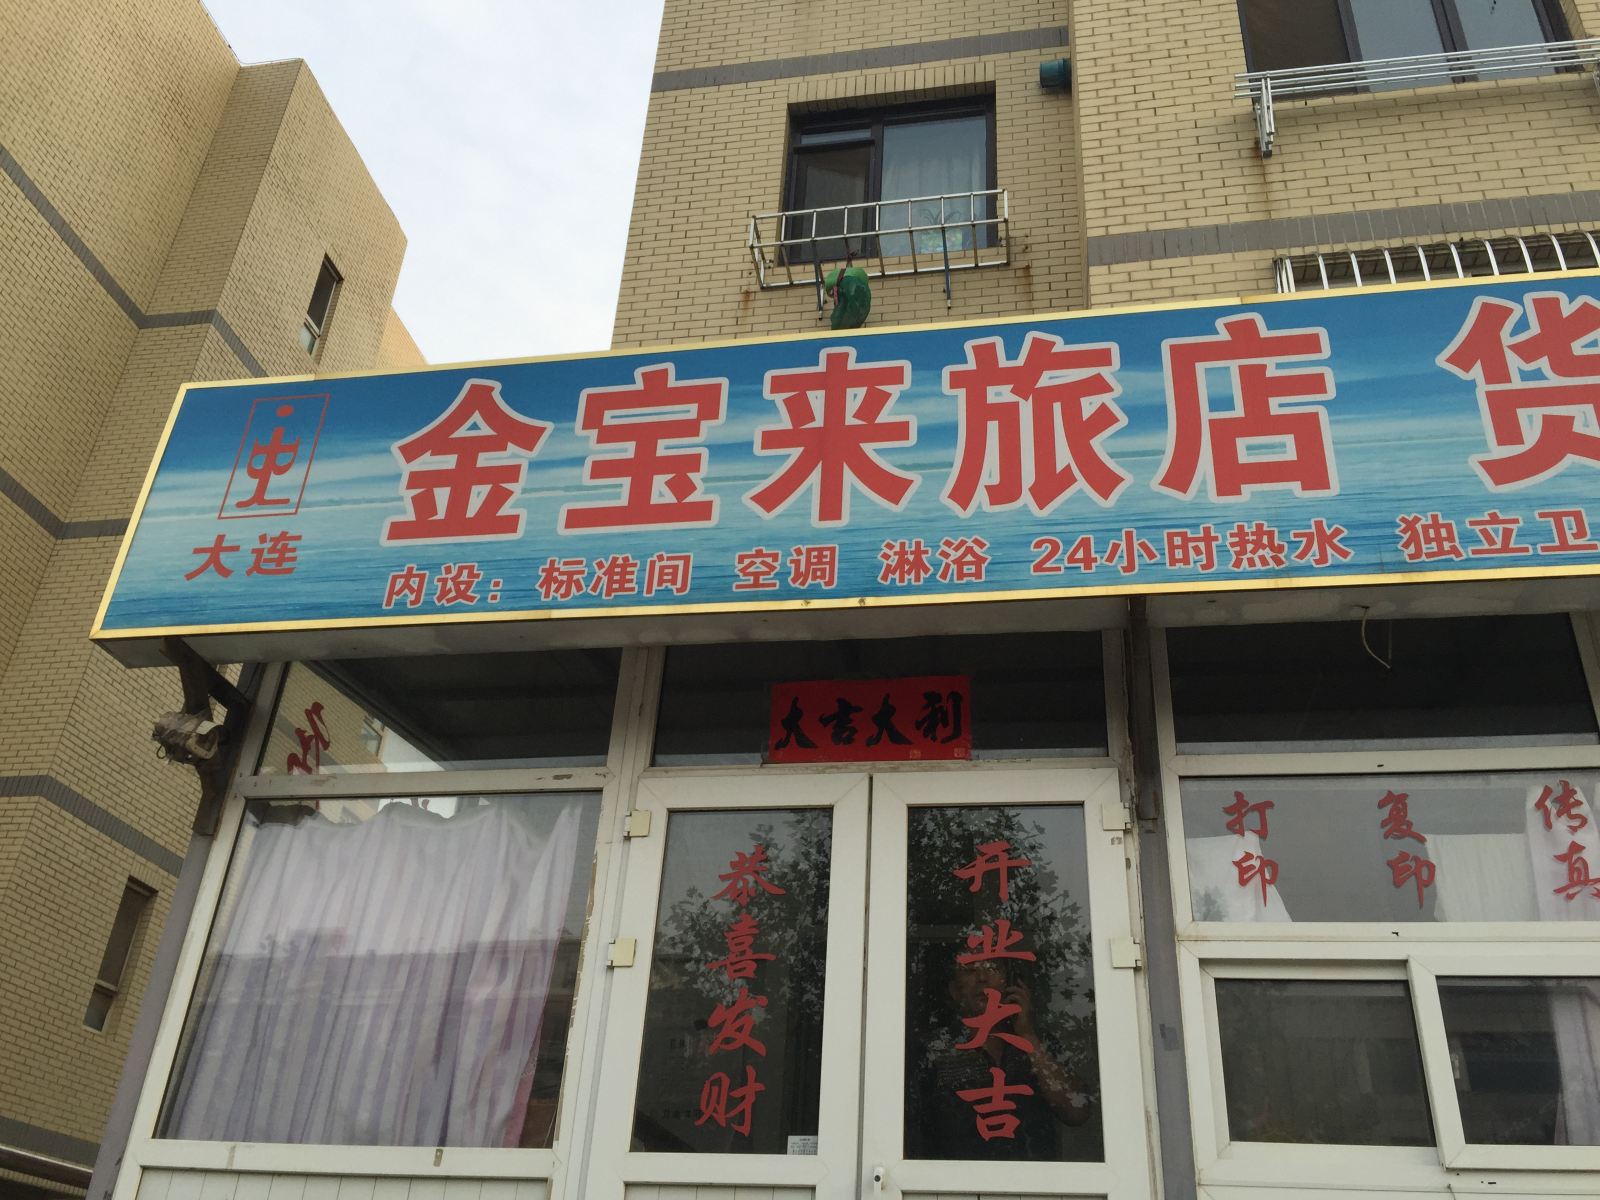 金宝来旅店 货
大连
内设：标准间 空调 淋浴 24小时热水 独立卫
大吉大利
恭喜发财
开业大吉
打印
复印
传真